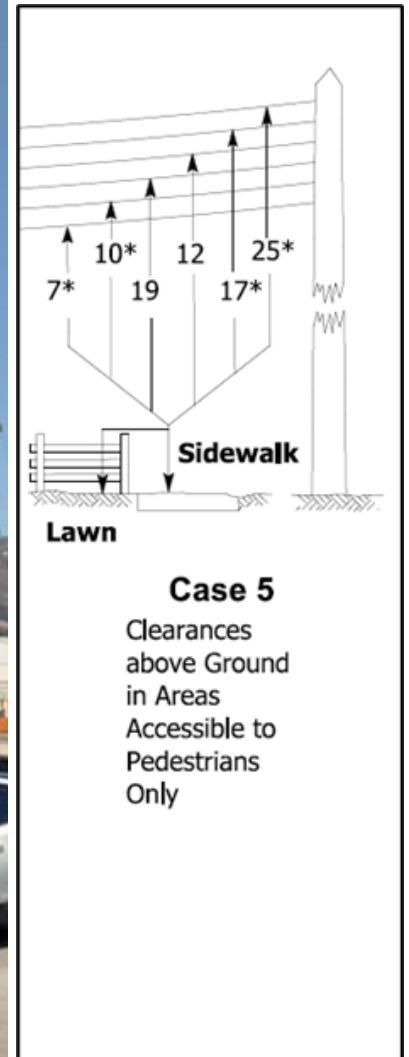 10* 12 25*
7* 19 17*
Sidewalk
Lawn
Case 5
Clearances
above Ground
in Areas
Accessible to
Pedestrians
Only